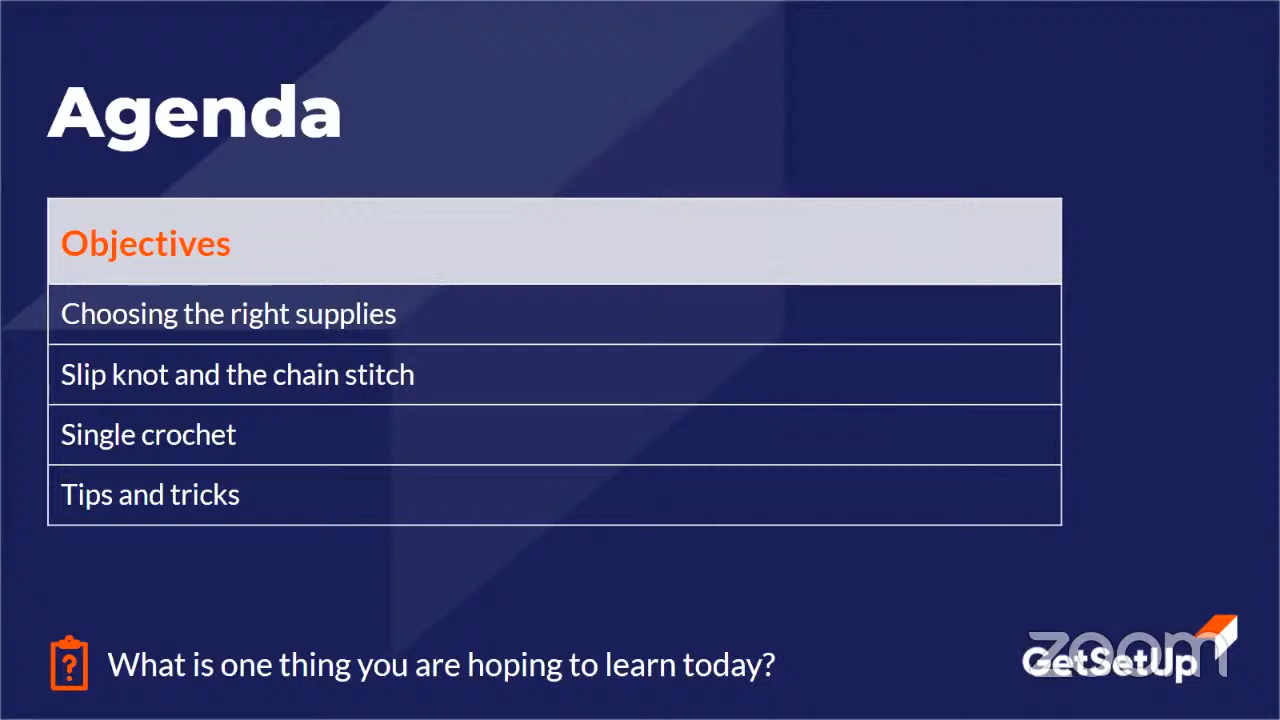 Agenda
Objectives
Choosing the right supplies
Slip knot and the chain stitch
Single crochet
Tips and tricks
What is one thing you are hoping to learn today?
GetSetUp
zoom